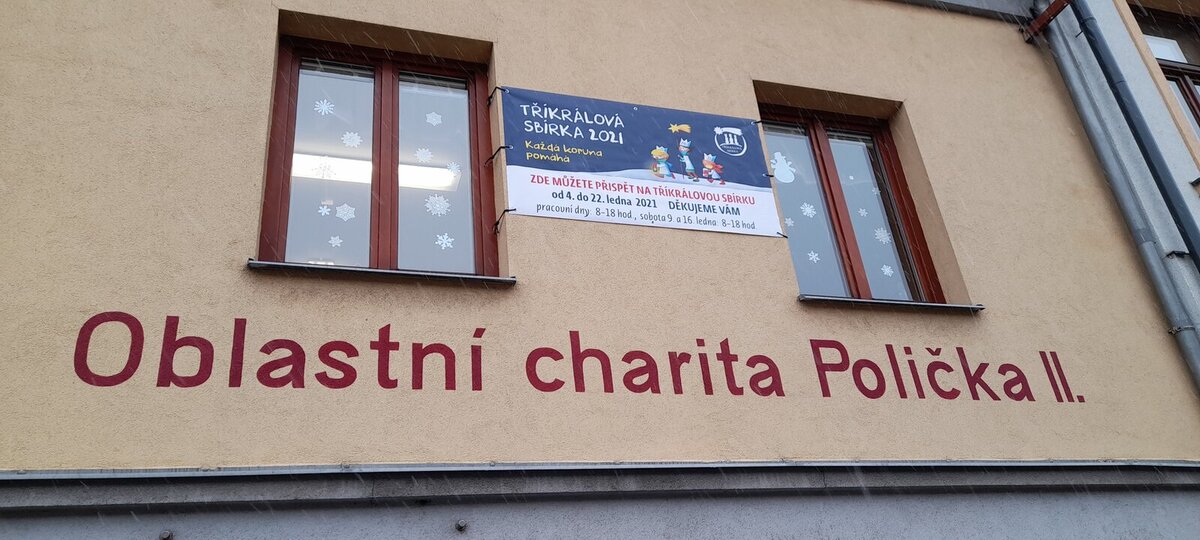 TŘÍKRÁLOVÁ
SBÍRKA 2021
Každá koruna
pomáhá
ZDE MŮŽETE PŘISPĚT NA TŘÍKRÁLOVOU SBÍRKU
od 4. do 22. ledna 2021 DĚKUJEME VÁM
pracovní dny: 8-18 hod., sobota 9. a 16. ledna: 8-18 hod.
Oblastní charita Polička II.